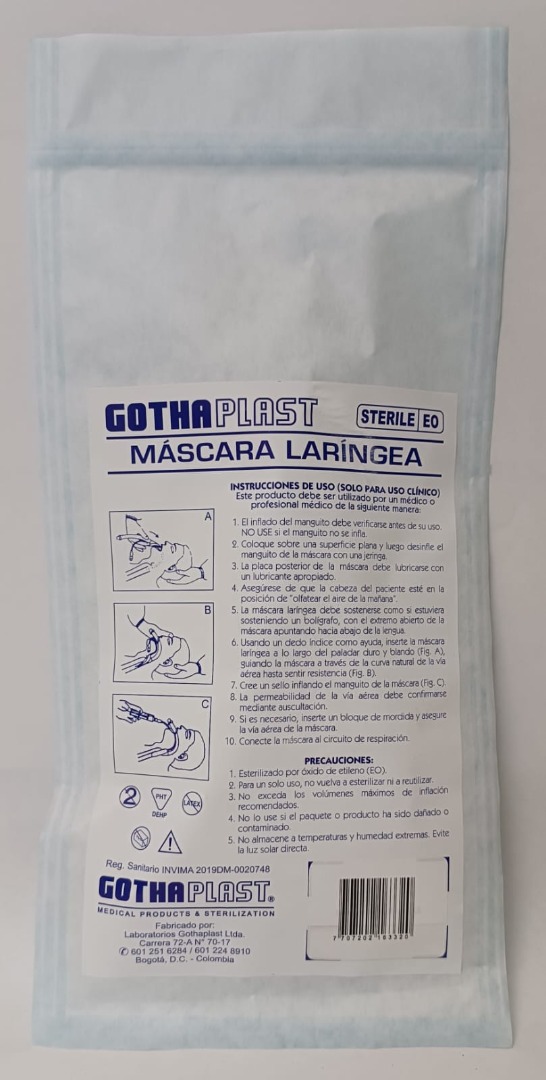 GOTHAPLAST
STERILE EO
MÁSCARA LARÍNGEA
INSTRUCCIONES DE USO (SOLO PARA USO CLÍNICO)
Este producto debe ser utilizado por un médico o
profesional médico de la siguiente manera:
A
B
C
1. El inflado del manguito debe verificarse antes de su uso.
NO USE si el manguito no se infla.
2. Coloque sobre una superficie plana y luego desinfle el
manguito de la máscara con una jeringa.
3. La placa posterior de la máscara debe lubricarse con
un lubricante apropiado.
4. Asegúrese de que la cabeza del paciente esté en la
posición de "olfatear el aire de la mañana".
5. La máscara laríngea debe sostenerse como si estuviera
sosteniendo un bolígrafo, con el extremo abierto de la
máscara apuntando hacia abajo de la lengua.
6. Usando un dedo índice como ayuda, inserte la máscara
laríngea a lo largo del paladar duro y blando (Fig. A),
guiando la máscara a través de la curva natural de la vía
aérea hasta sentir resistencia (Fig. B).
7. Cree un sello inflando el manguito de la máscara (Fig. C).
8. La permeabilidad de la vía aérea debe confirmarse
mediante auscultación.
9. Si es necesario, inserte un bloque de mordida y asegure
la vía aérea de la máscara.
10. Conecte la máscara al circuito de respiración.
PRECAUCIONES:
1. Esterilizado por óxido de etileno (EO).
2. Para un solo uso, no vuelva a esterilizar ni a reutilizar.
3. No exceda los volúmenes máximos de inflación
recomendados.
4. No lo use si el paquete o producto ha sido dañado o
contaminado.
5. No almacene a temperaturas y humedad extremas. Evite
la luz solar directa.
2
PHT
DEHP
LATEX
Reg. Sanitario INVIMA 2019DM-0020748
GOTHAPLAST®
MEDICAL PRODUCTS & STERILIZATION
Fabricado por:
Laboratorios Gothaplast Ltda.
Carrera 72-A N° 70-17
✆ 601 251 6284 / 601 224 8910
Bogotá, D.C. - Colombia